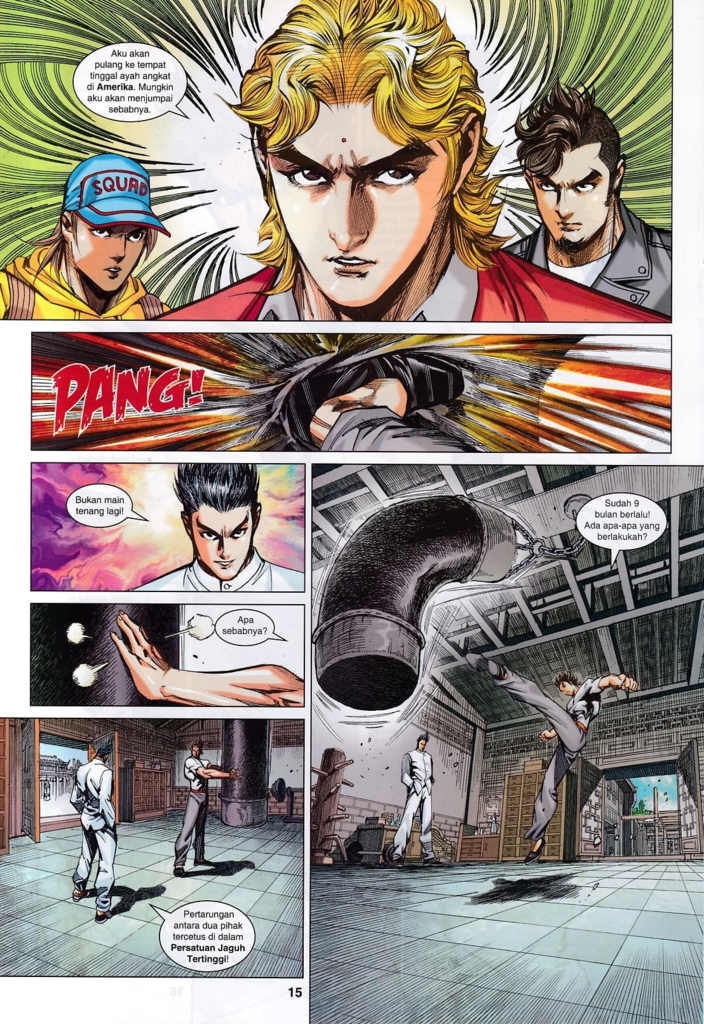 Aku akan
pulang ke tempat
tinggal ayah angkat
di Amerika. Mungkin
aku akan menjumpai
sebabnya.
SQUAD
PANG!
Bukan main
tenang lagi!
Sudah 9
bulan berlalu!
Ada apa-apa yang
berlakukah?
Apa
sebabnya?
Pertarungan
antara dua pihak
tercetus di dalam
Persatuan Jaguh
Tertinggi!
15